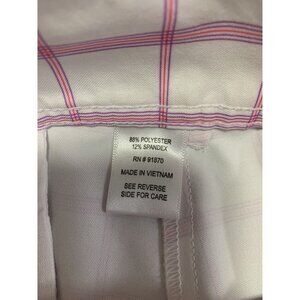 88% POLYESTER
12% SPANDEX
RN # 91870
MADE IN VIETNAM
SEE REVERSE
SIDE FOR CARE